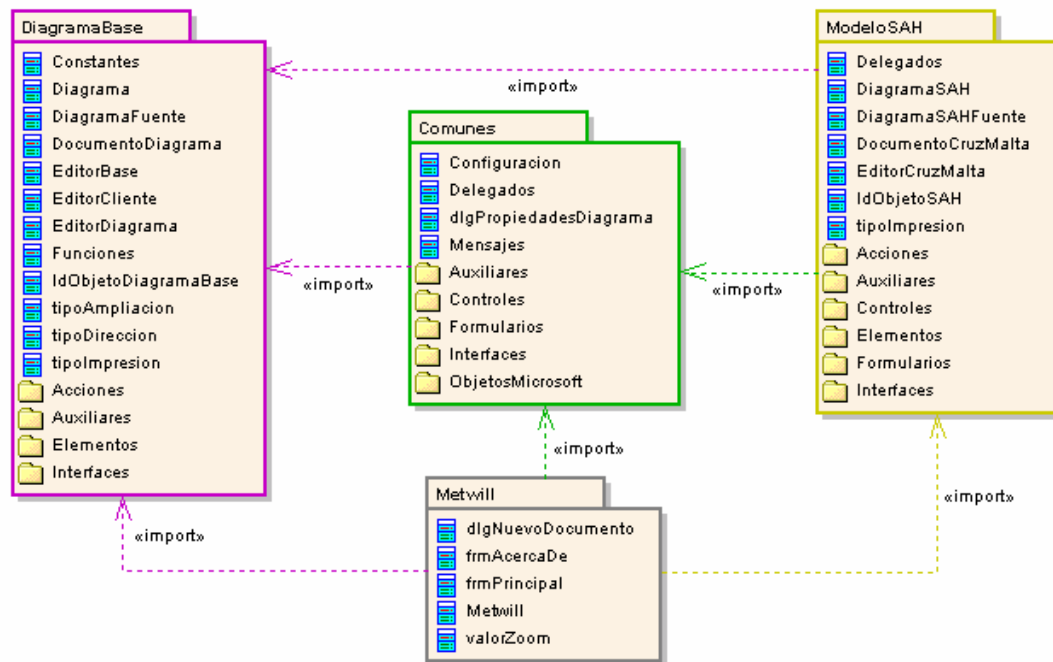 DiagramaBase
Constantes
Diagrama
DiagramaFuente
DocumentoDiagrama
EditorBase
EditorCliente
EditorDiagrama
Funciones
IdObjetoDiagramaBase
tipoAmpliacion
tipoDireccion
tipoImpresion
Acciones
Auxiliares
Elementos
Interfaces
«import»
«import»
Comunes
Configuracion
Delegados
dlgPropiedadesDiagrama
Mensajes
Auxiliares
Controles
Formularios
Interfaces
ObjetosMicrosoft
«import»
ModeloSAH
Delegados
DiagramaSAH
DiagramaSAHFuente
DocumentoCruzMalta
EditorCruzMalta
IdObjetoSAH
tipoImpresion
Acciones
Auxiliares
Controles
Elementos
Formularios
Interfaces
«import»
«import»
«import»
Metwill
dlgNuevoDocumento
frmAcercaDe
frmPrincipal
Metwill
valorZoom